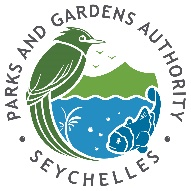 PARKS AND GARDENS AUTHORITY
SEYCHELLES